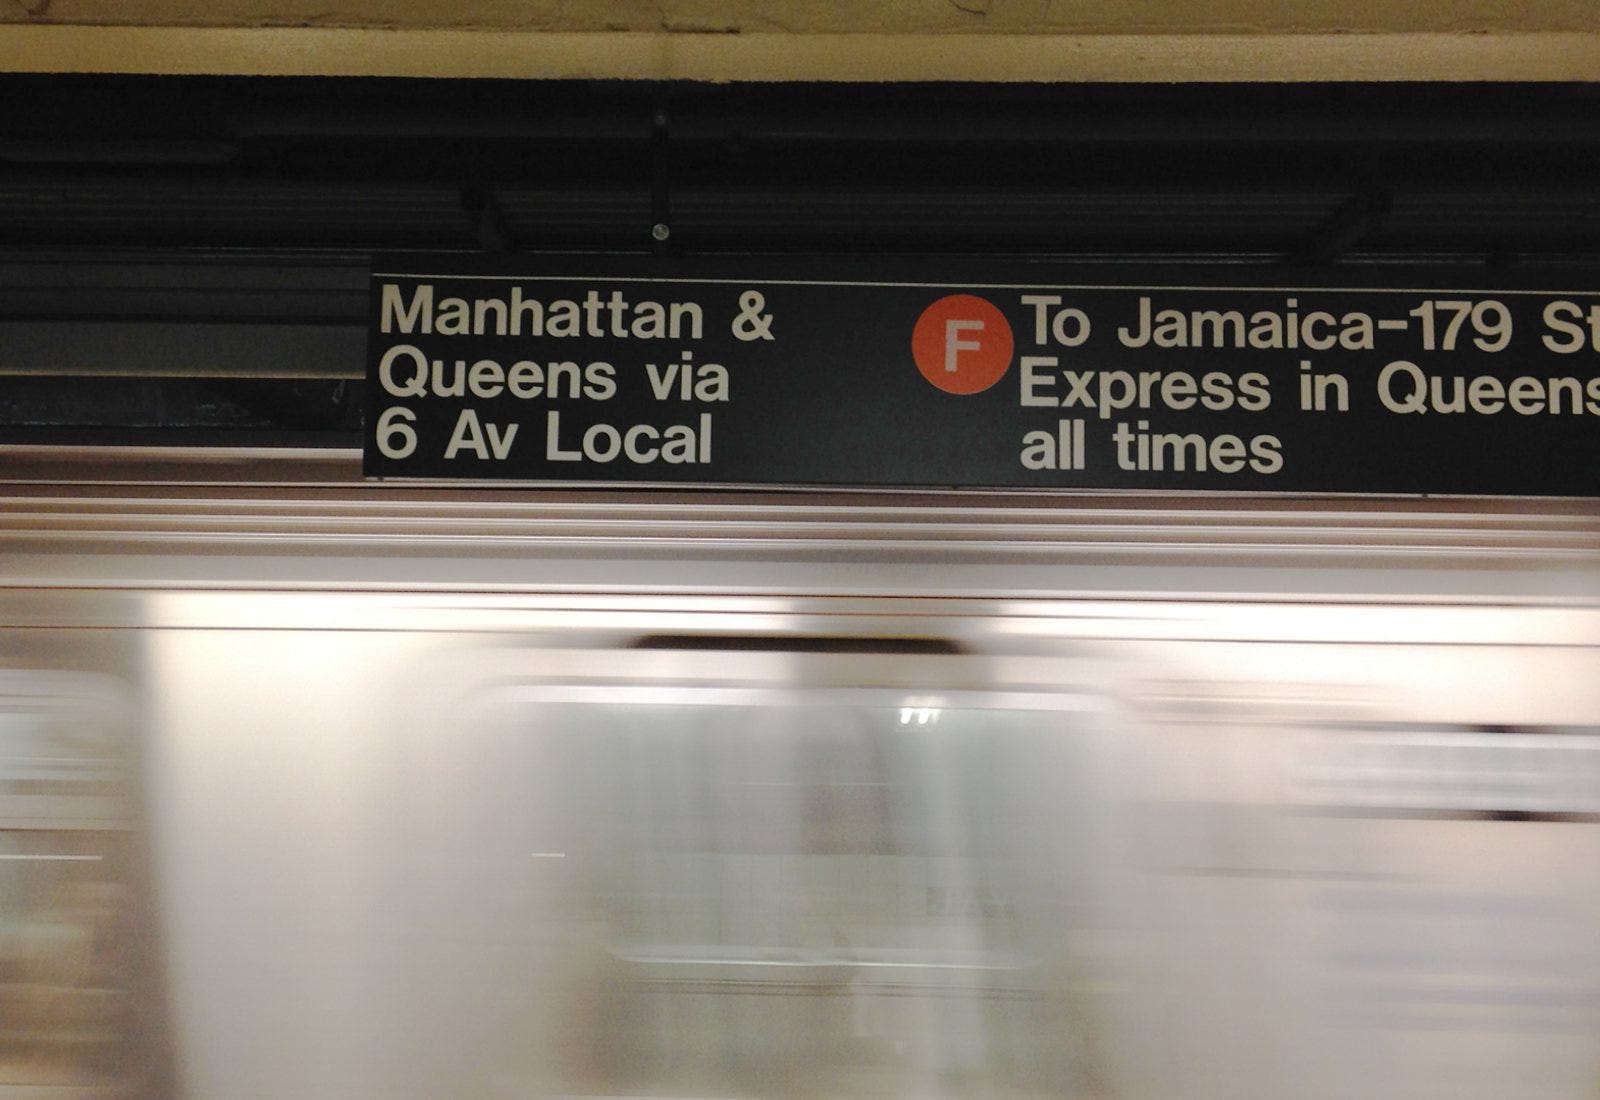 Manhattan &
Queens via
6 Av Local
F
To Jamaica-179 St
Express in Queens
all times